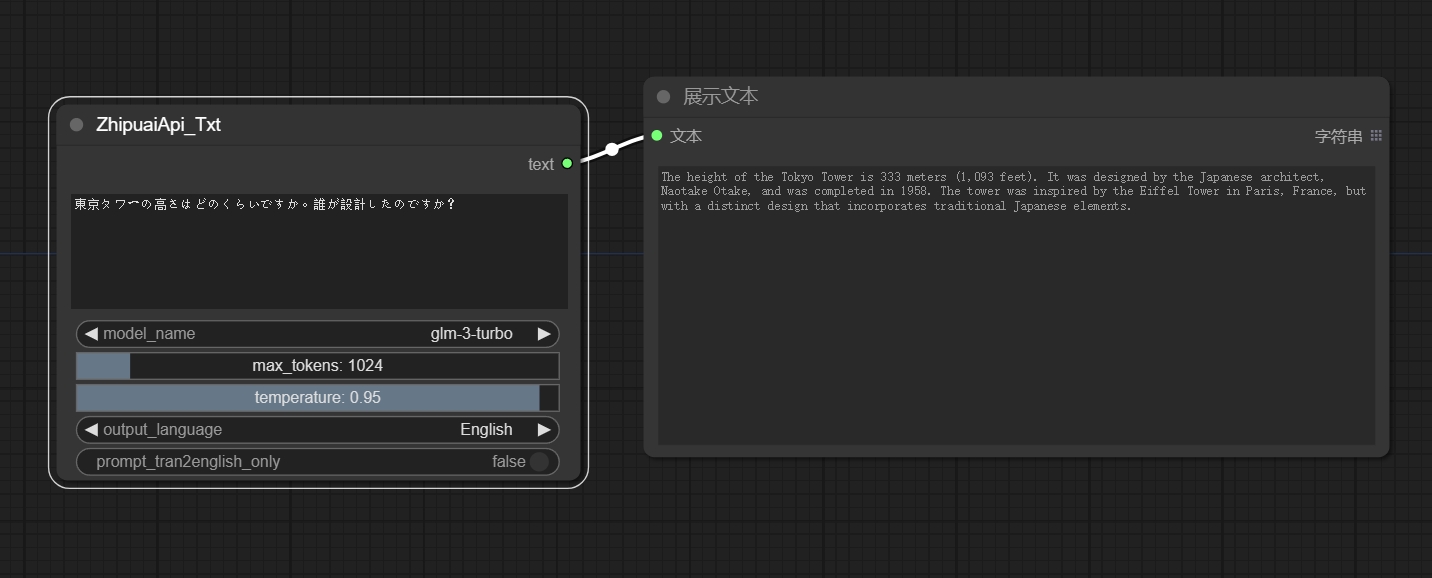 ZhipuaiApi_Txt
text
東京タワーの高さはどのくらいですか。誰が設計したのですか?
model_name glm-3-turbo
max_tokens: 1024
temperature: 0.95
output_language English
prompt_tran2english_only false
展示文本
文本 字符串
The height of the Tokyo Tower is 333 meters (1,093 feet). It was designed by the Japanese architect,
Naotake Otake, and was completed in 1958. The tower was inspired by the Eiffel Tower in Paris, France, but
with a distinct design that incorporates traditional Japanese elements.